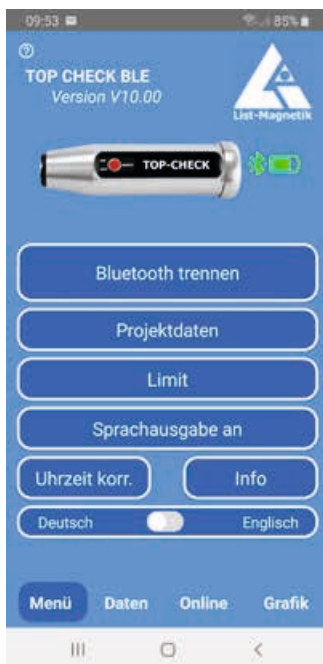 09:53
85%
TOP CHECK BLE
Version V10.00
List-Magnetik
TOP-CHECK
Bluetooth trennen
Projektdaten
Limit
Sprachausgabe an
Uhrzeit korr. Info
Deutsch Englisch
Menü Daten Online Grafik